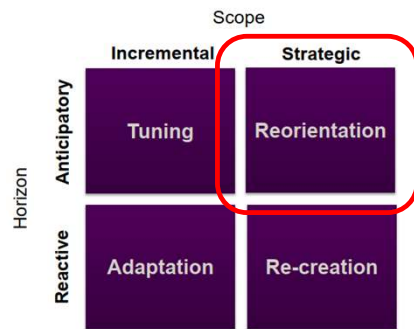 Scope
Incremental Strategic
Horizon
Anticipatory
Tuning Reorientation
Reactive
Adaptation Re-creation